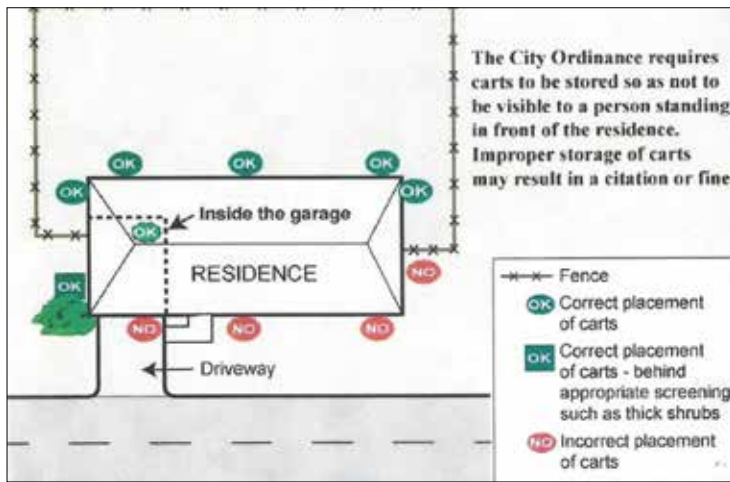 The City Ordinance requires
carts to be stored so as not to
be visible to a person standing
in front of the residence.
Improper storage of carts
may result in a citation or fine
OK
OK
OK
OK
OK
Inside the garage
OK
RESIDENCE
NO
OK
NO
NO
NO
Driveway
Fence
OK Correct placement
of carts
OK Correct placement
of carts - behind
appropriate screening
such as thick shrubs
NO Incorrect placement
of carts